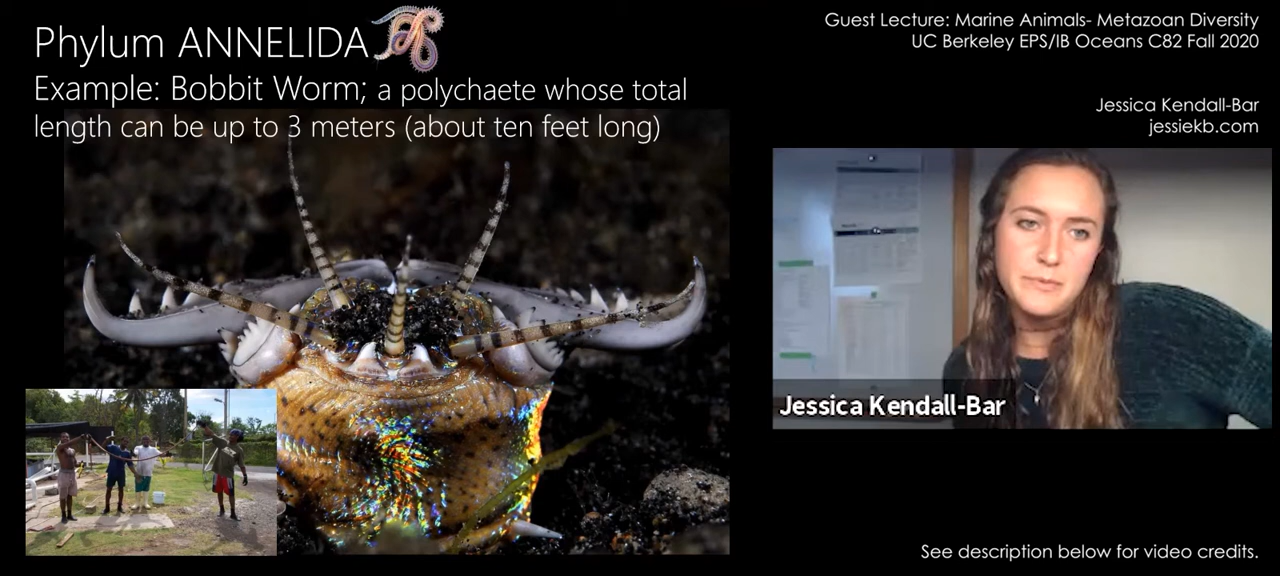 Phylum ANNELIDA
Example: Bobbit Worm; a polychaete whose total
length can be up to 3 meters (about ten feet long)
Guest Lecture: Marine Animals- Metazoan Diversity
UC Berkeley EPS/IB Oceans C82 Fall 2020
Jessica Kendall-Bar
jessiekb.com
Jessica Kendall-Bar
See description below for video credits.